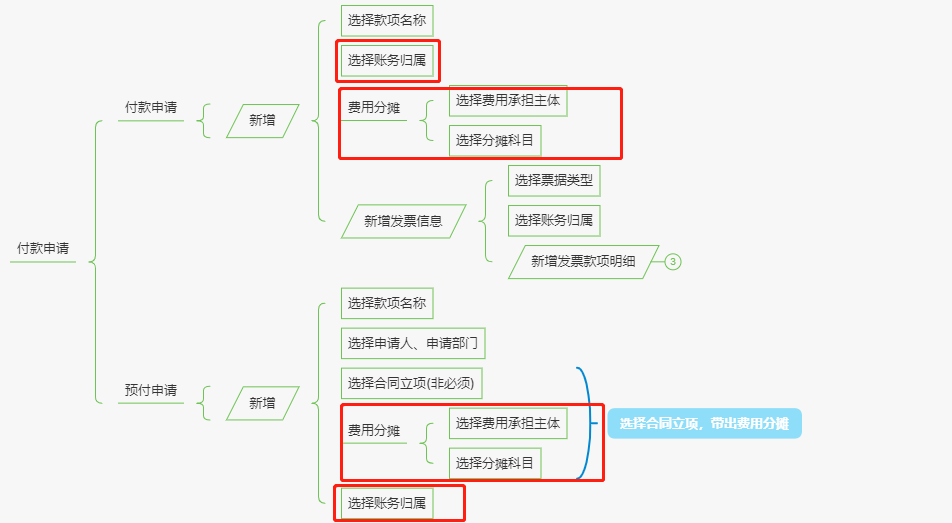 付款申请
付款申请
新增
选择款项名称
选择账务归属
费用分摊
选择费用承担主体
选择分摊科目
新增发票信息
选择票据类型
选择账务归属
新增发票款项明细
3
预付申请
新增
选择款项名称
选择申请人、申请部门
选择合同立项(非必须)
费用分摊
选择费用承担主体
选择分摊科目
选择合同立项，带出费用分摊
选择账务归属